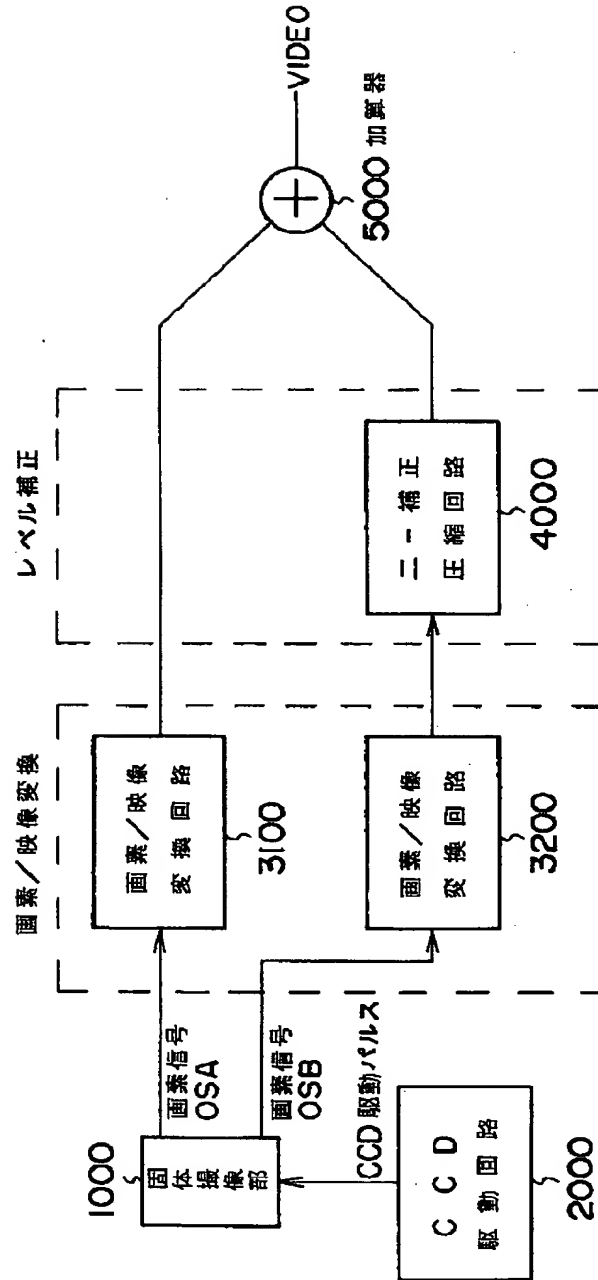 1000
固体
撮像
部
画素信号
OSA
画素信号
OSB
CCD駆動パルス
CCD
駆動回路
2000
画素/映像変換
画素/映像
変換回路
3100
画素/映像
変換回路
3200
レベル補正
ニー補正
圧縮回路
4000
5000 加算器
VIDEO